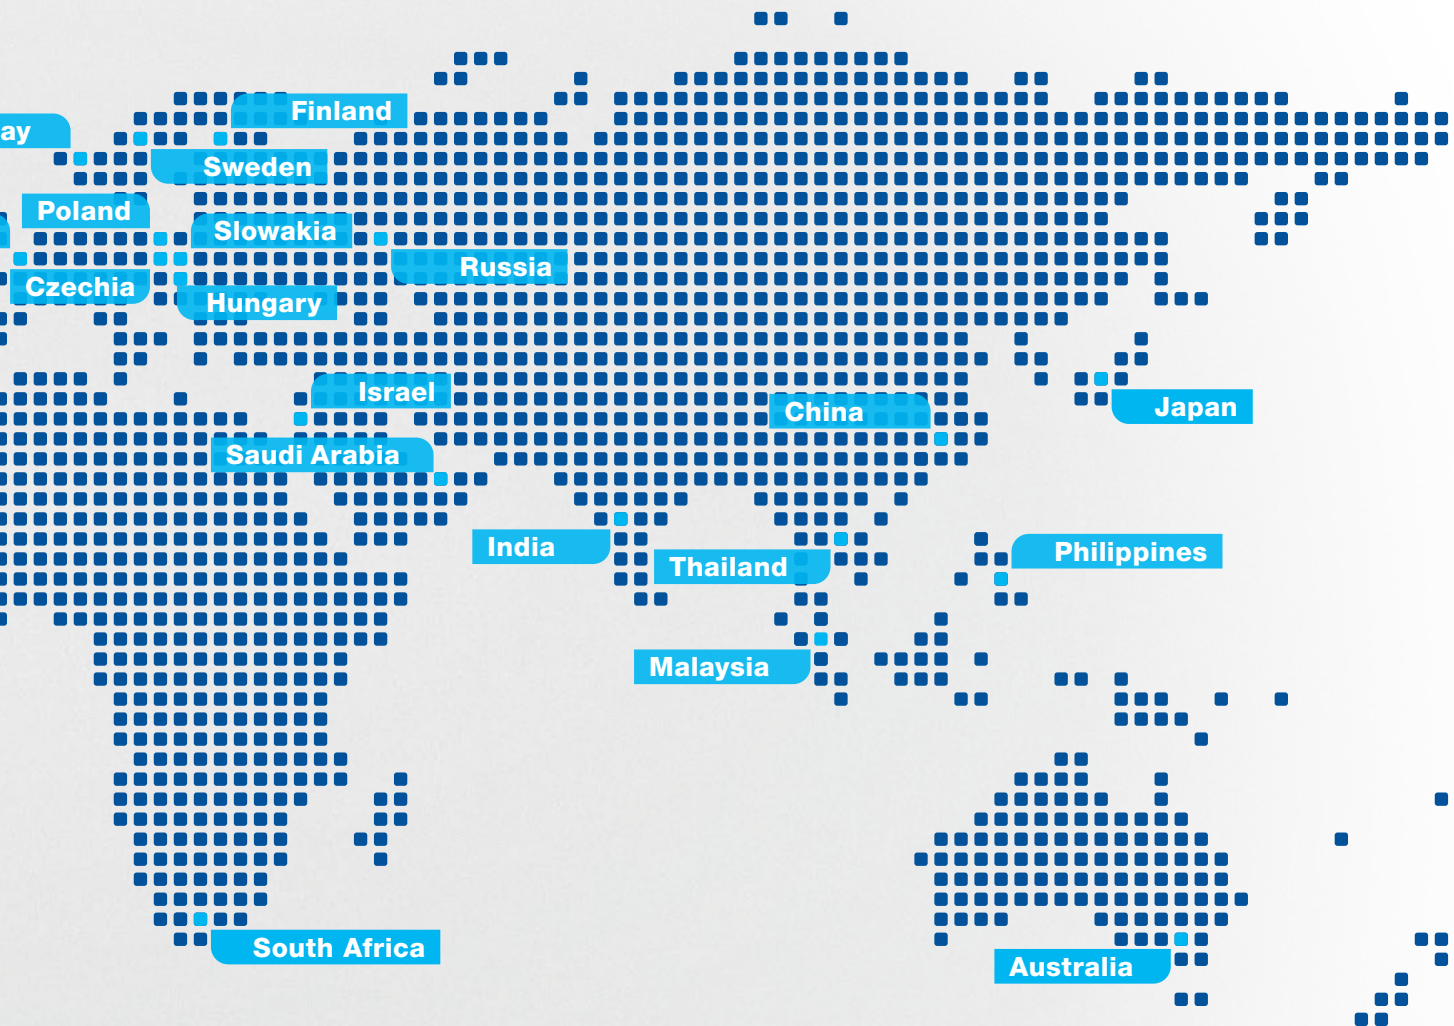 Finland
ay
Sweden
Poland
Slowakia
Russia
Czechia
Hungary
Israel
China
Japan
Saudi Arabia
India
Thailand
Philippines
Malaysia
South Africa
Australia